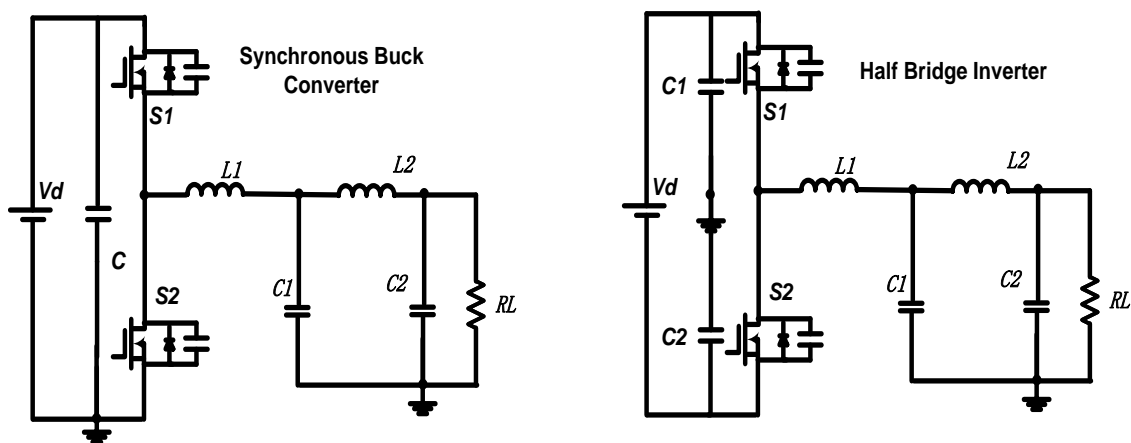 Synchronous Buck
Converter
S1
L1
L2
Vd
C
S2
C1
C2
RL
Half Bridge Inverter
C1
S1
L1
L2
Vd
S2
C1
C2
RL
C2